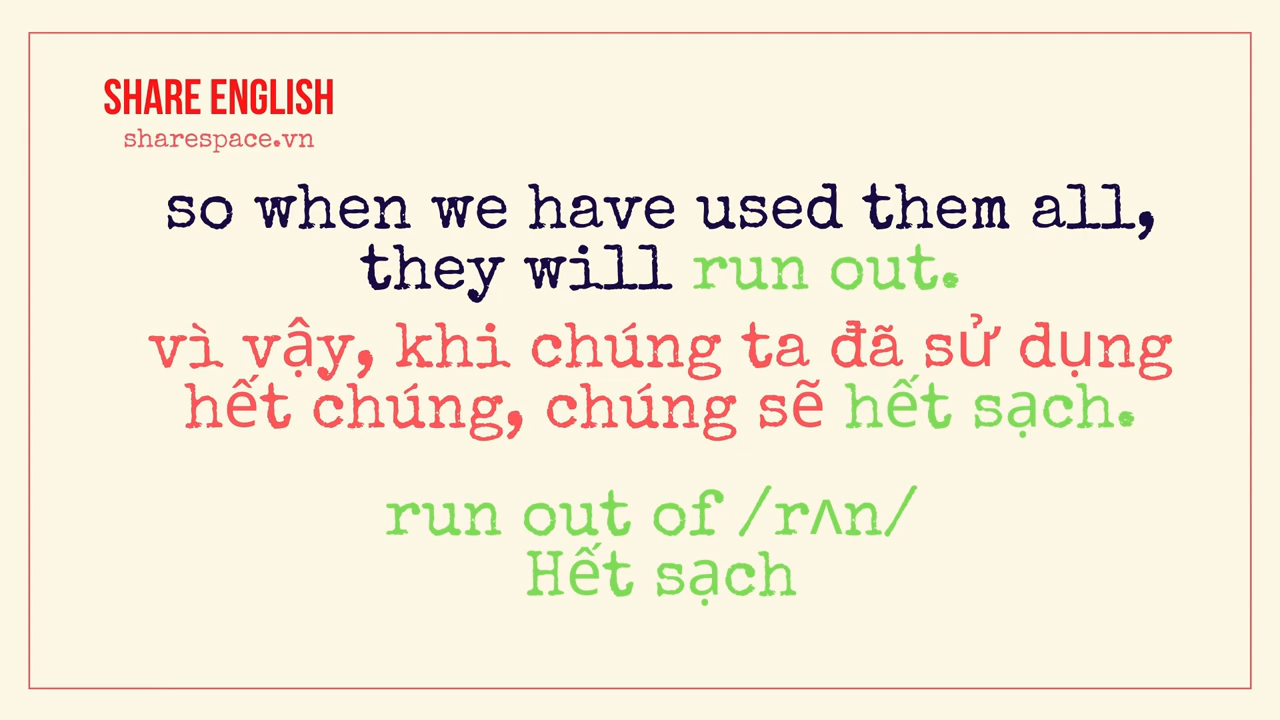 SHARE ENGLISH
sharespace.vn
so when we have used them all,
they will run out.
vì vậy, khi chúng ta đã sử dụng
hết chúng, chúng sẽ hết sạch.
run out of /rʌn/
Hết sạch